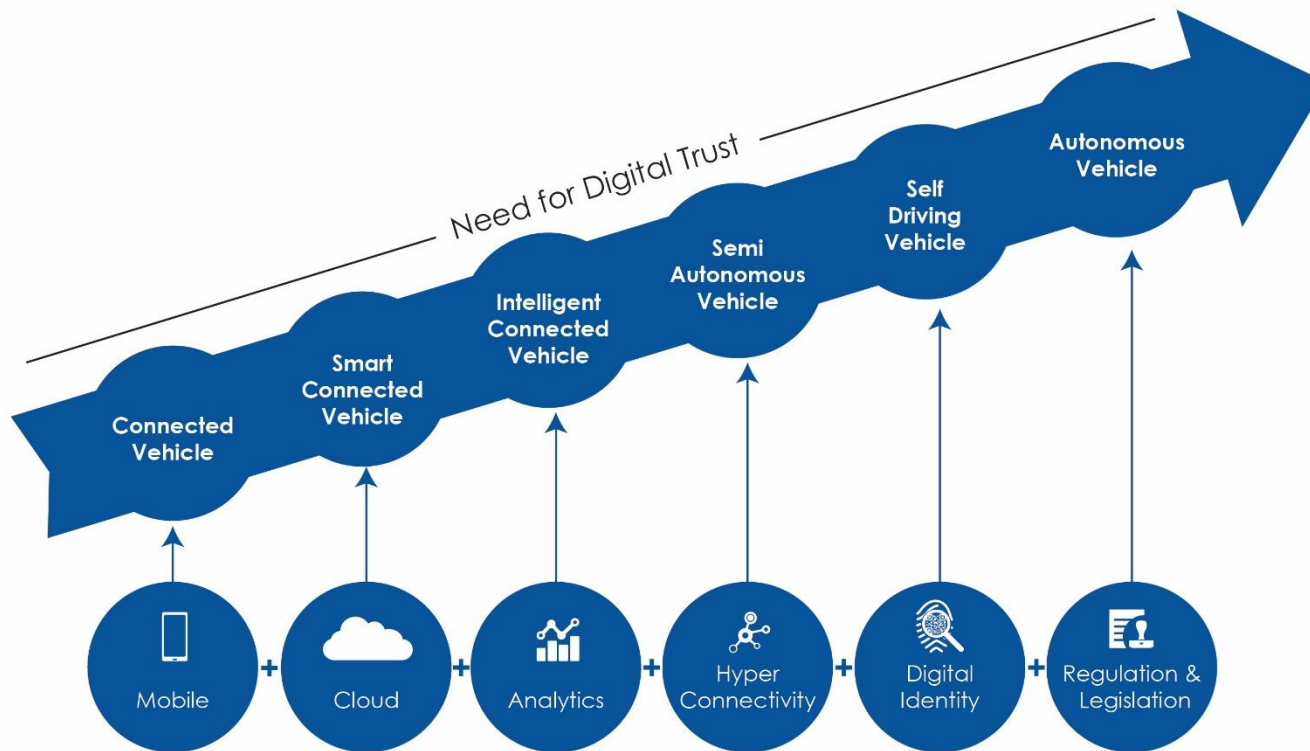 Need for Digital Trust
Connected
Vehicle
Smart
Connected
Vehicle
Intelligent
Connected
Vehicle
Semi
Autonomous
Vehicle
Self
Driving
Vehicle
Autonomous
Vehicle
Mobile
+
Cloud
+
Analytics
+
Hyper
Connectivity
+
Digital
Identity
+
Regulation &
Legislation